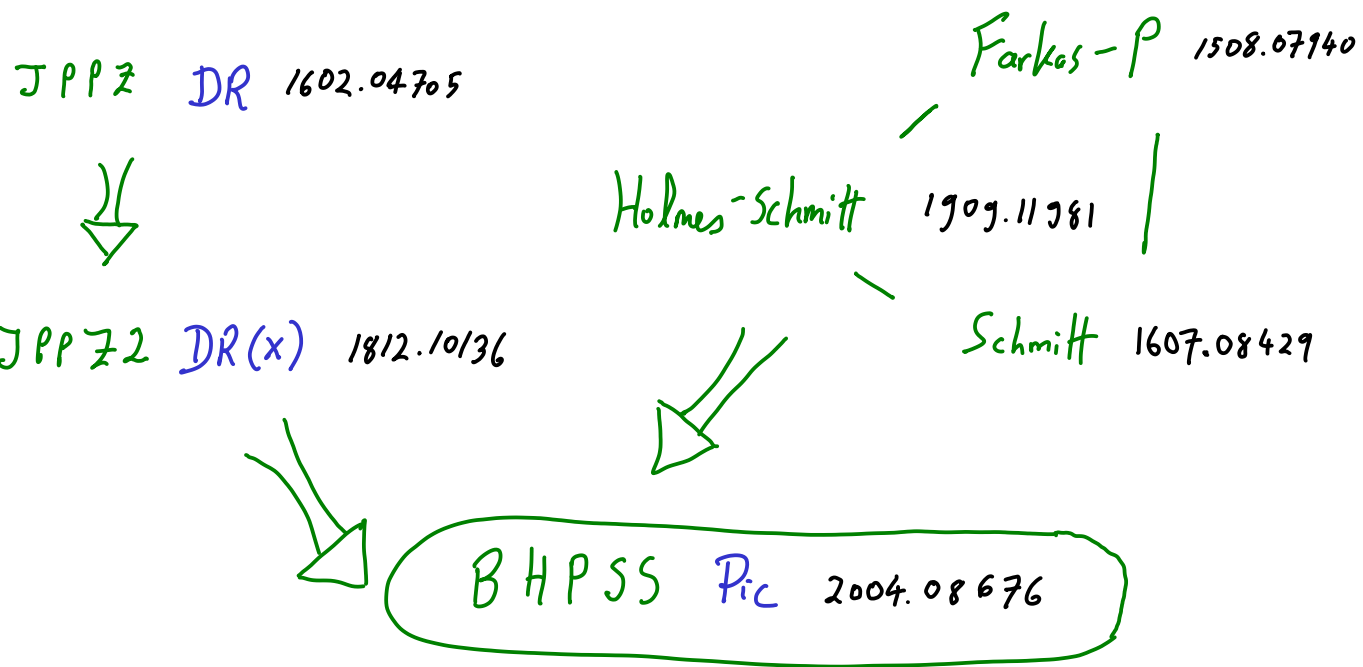 Farkas-P 1508.07940
JPPZ DR 1602.04705
Holmes-Schmitt 1909.11981
JPPZ2 DR(x) 1812.10136
Schmitt 1607.08429
BHPSS Pic 2004.08676